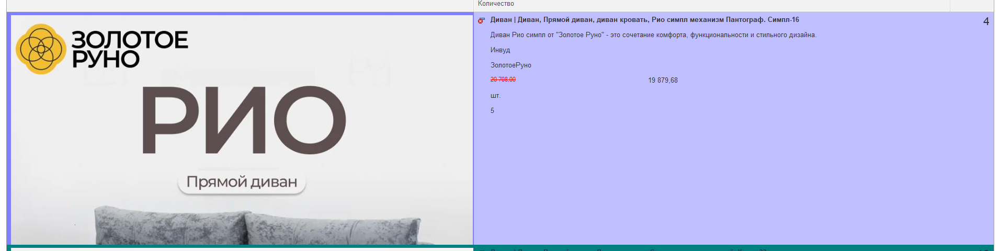 Количество
ЗОЛОТОЕ
РУНО
РИО
Прямой диван
Диван | Диван, Прямой диван, диван кровать, Рио симпл механизм Пантограф. Симпл-16
4
Диван Рио симпл от "Золотое Руно" - это сочетание комфорта, функциональности и стильного дизайна.
Инвуд
ЗолотоеРуно
20 708,00 19 879,68
шт.
5